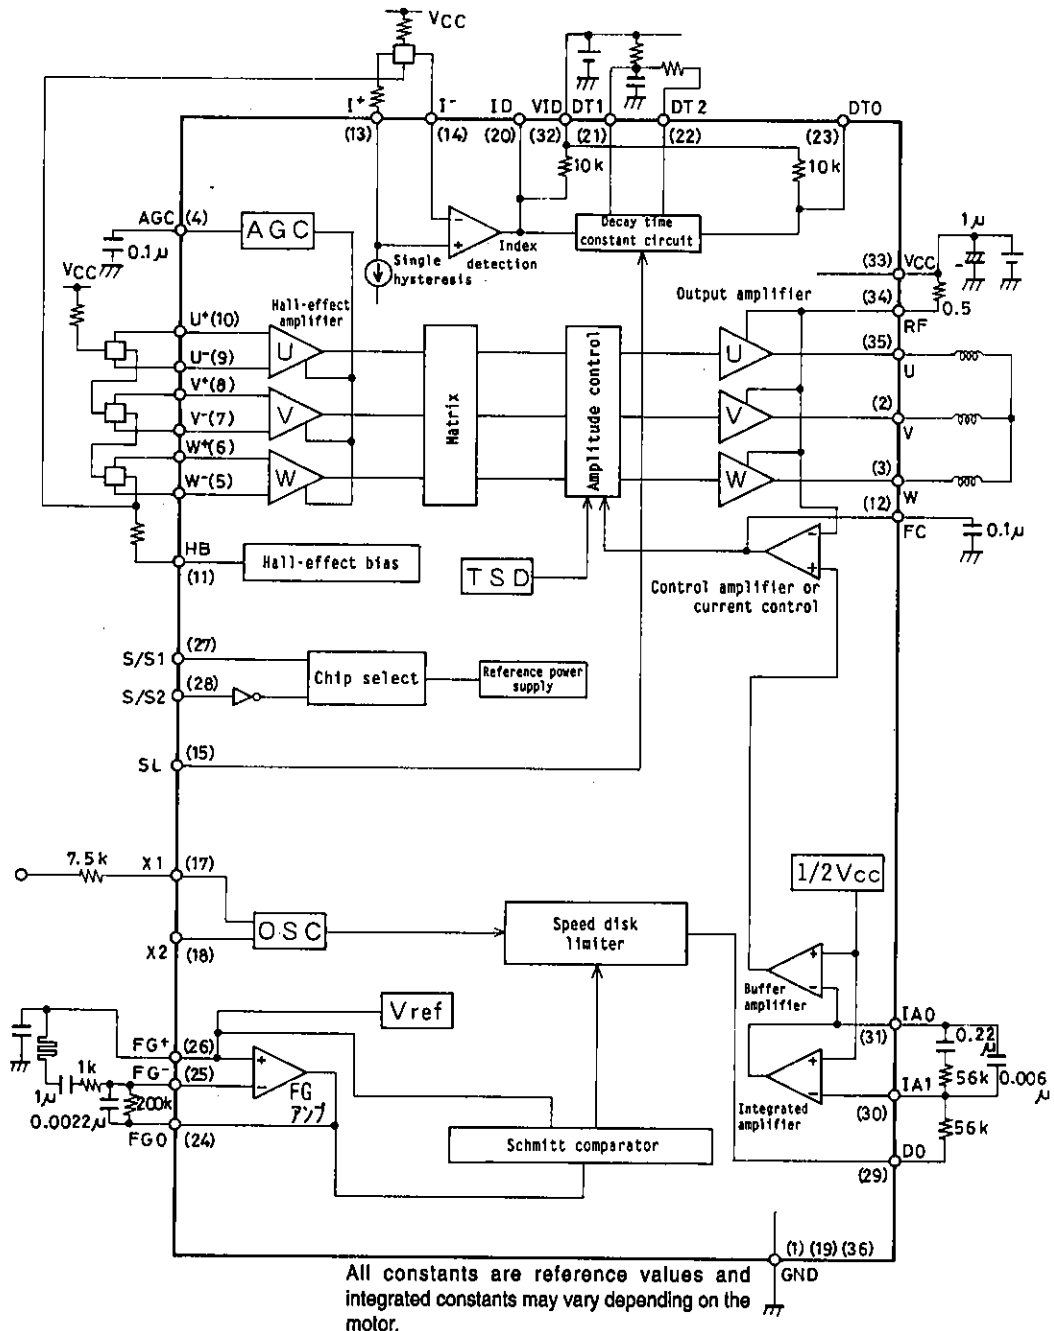 VCC
I+ I- ID VID DT1 DT2 DTO
(13) (14) (20) (32) (21) (22) (23)
10k 10k
AGC (4)
AGC
0.1μ
VCC
- +
Index detection
Single hysteresis
Decay time
constant circuit
1μ
(33) VCC
(34)
RF
0.5
Hall-effect
amplifier
Output amplifier
U+(10)
U-(9)
V+(8)
V-(7)
W+(6)
W-(5)
U
V
W
Matrix
Amplitude control
U
V
W
(35)
U
(2)
V
(3)
W
(12)
FC
0.1μ
HB
(11)
Hall-effect bias
TSD
- +
Control amplifier or
current control
S/S1 (27)
S/S2 (28)
Chip select
Reference power
supply
SL (15)
7.5k
X1 (17)
X2 (18)
OSC
Speed disk
limiter
1/2Vcc
+ -
Buffer
amplifier
Vref
FG+ (26)
FG- (25)
1k
1μ
200k
0.0022μ
FGO (24)
+ -
FG
アンプ
Schmitt comparator
+ -
Integrated
amplifier
IAO
(31)
0.22
μ
56k
0.006
μ
IA1
(30)
56k
DO
(29)
(1) (19) (36)
GND
All constants are reference values and
integrated constants may vary depending on the
motor.